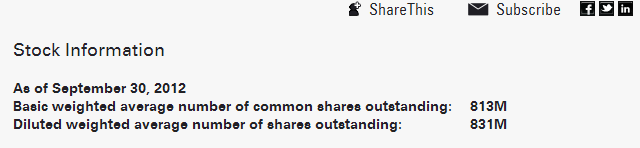 ShareThis Subscribe
Stock Information
As of September 30, 2012
Basic weighted average number of common shares outstanding: 813M
Diluted weighted average number of shares outstanding: 831M